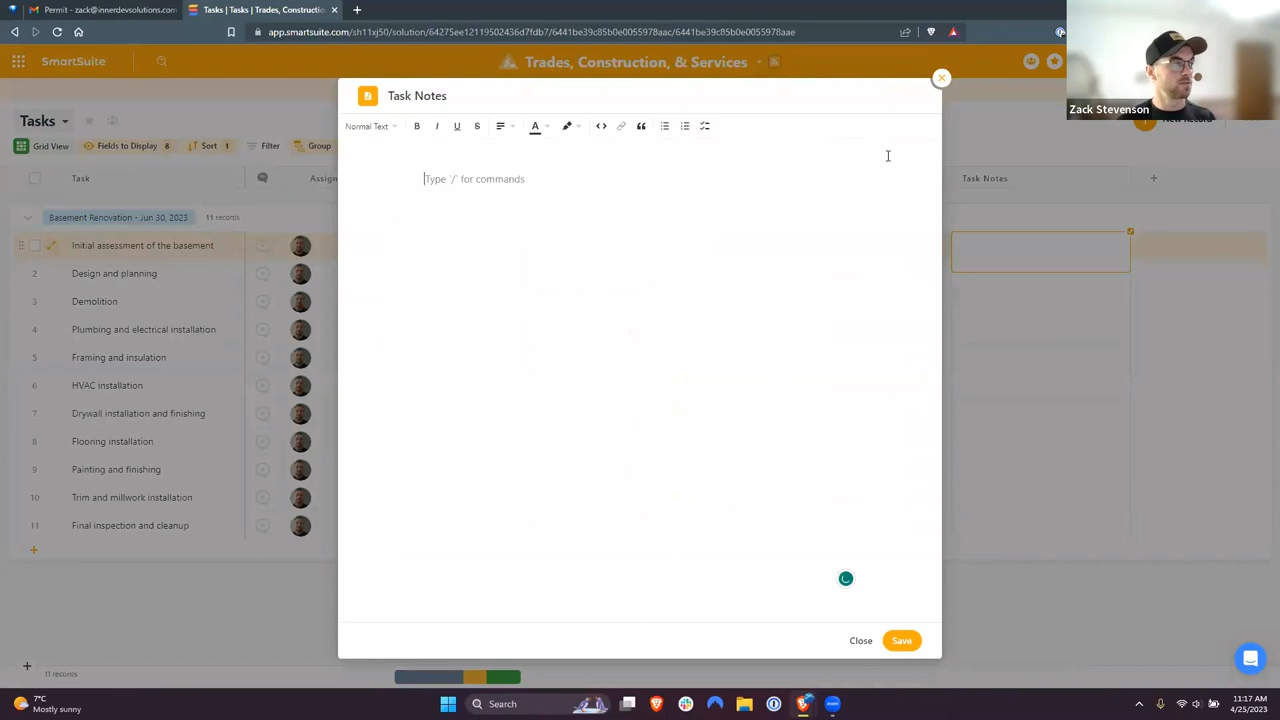 Permit - zack@innerdevsolutions.com
Tasks | Tasks | Trades, Constructio
app.smartsuite.com/sh11xj50/solution/64275ee12119502436d7fdb7/6441be39c85b0e0055978aac/6441be39c85b0e0055978aae
SmartSuite
Trades, Construction, & Services
Zack Stevenson
Task Notes
Tasks
Normal Text
B
U
S
A
Grid View
Fields to Display 8
Sort 1
Filter
Group
Task
Assign
Task Notes
Type `/` for commands
Basement Renovation - Jun 30, 2023
11 records
Initial assessment of the basement
2 Design and planning
3 Demolition
4 Plumbing and electrical installation
5 Framing and insulation
6 HVAC installation
7 Drywall installation and finishing
8 Flooring installation
9 Painting and finishing
10 Trim and millwork installation
11 Final inspection and cleanup
Close
Save
11 records
7°C
Mostly sunny
Search
zoom
11:17 AM
4/25/2023